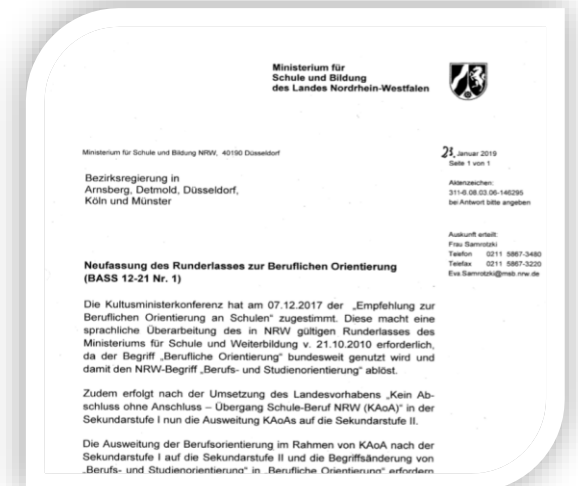 Ministerium für
Schule und Bildung
des Landes Nordrhein-Westfalen
Ministerium für Schule und Bildung NRW, 40190 Düsseldorf
23. Januar 2019
Seite 1 von 1
Bezirksregierung in
Arnsberg, Detmold, Düsseldorf,
Köln und Münster
Aktenzeichen:
311-6.08.03.06-146295
bei Antwort bitte angeben
Auskunft erteilt:
Frau Samrotzki
Telefon 0211 5867-3480
Telefax 0211 5867-3220
Eva.Samrotzki@msb.nrw.de
Neufassung des Runderlasses zur Beruflichen Orientierung
(BASS 12-21 Nr. 1)
Die Kultusministerkonferenz hat am 07.12.2017 der „Empfehlung zur
Beruflichen Orientierung an Schulen“ zugestimmt. Diese macht eine
sprachliche Überarbeitung des in NRW gültigen Runderlasses des
Ministeriums für Schule und Weiterbildung v. 21.10.2010 erforderlich,
da der Begriff „Berufliche Orientierung“ bundesweit genutzt wird und
damit den NRW-Begriff „Berufs- und Studienorientierung“ ablöst.
Zudem erfolgt nach der Umsetzung des Landesvorhabens „Kein Ab-
schluss ohne Anschluss – Übergang Schule-Beruf NRW (KAoA)“ in der
Sekundarstufe I nun die Ausweitung KAoAs auf die Sekundarstufe II.
Die Ausweitung der Berufsorientierung im Rahmen von KAoA nach der
Sekundarstufe I auf die Sekundarstufe II und die Begriffsänderung von
„Berufs- und Studienorientierung“ in „Berufliche Orientierung“ erfordern